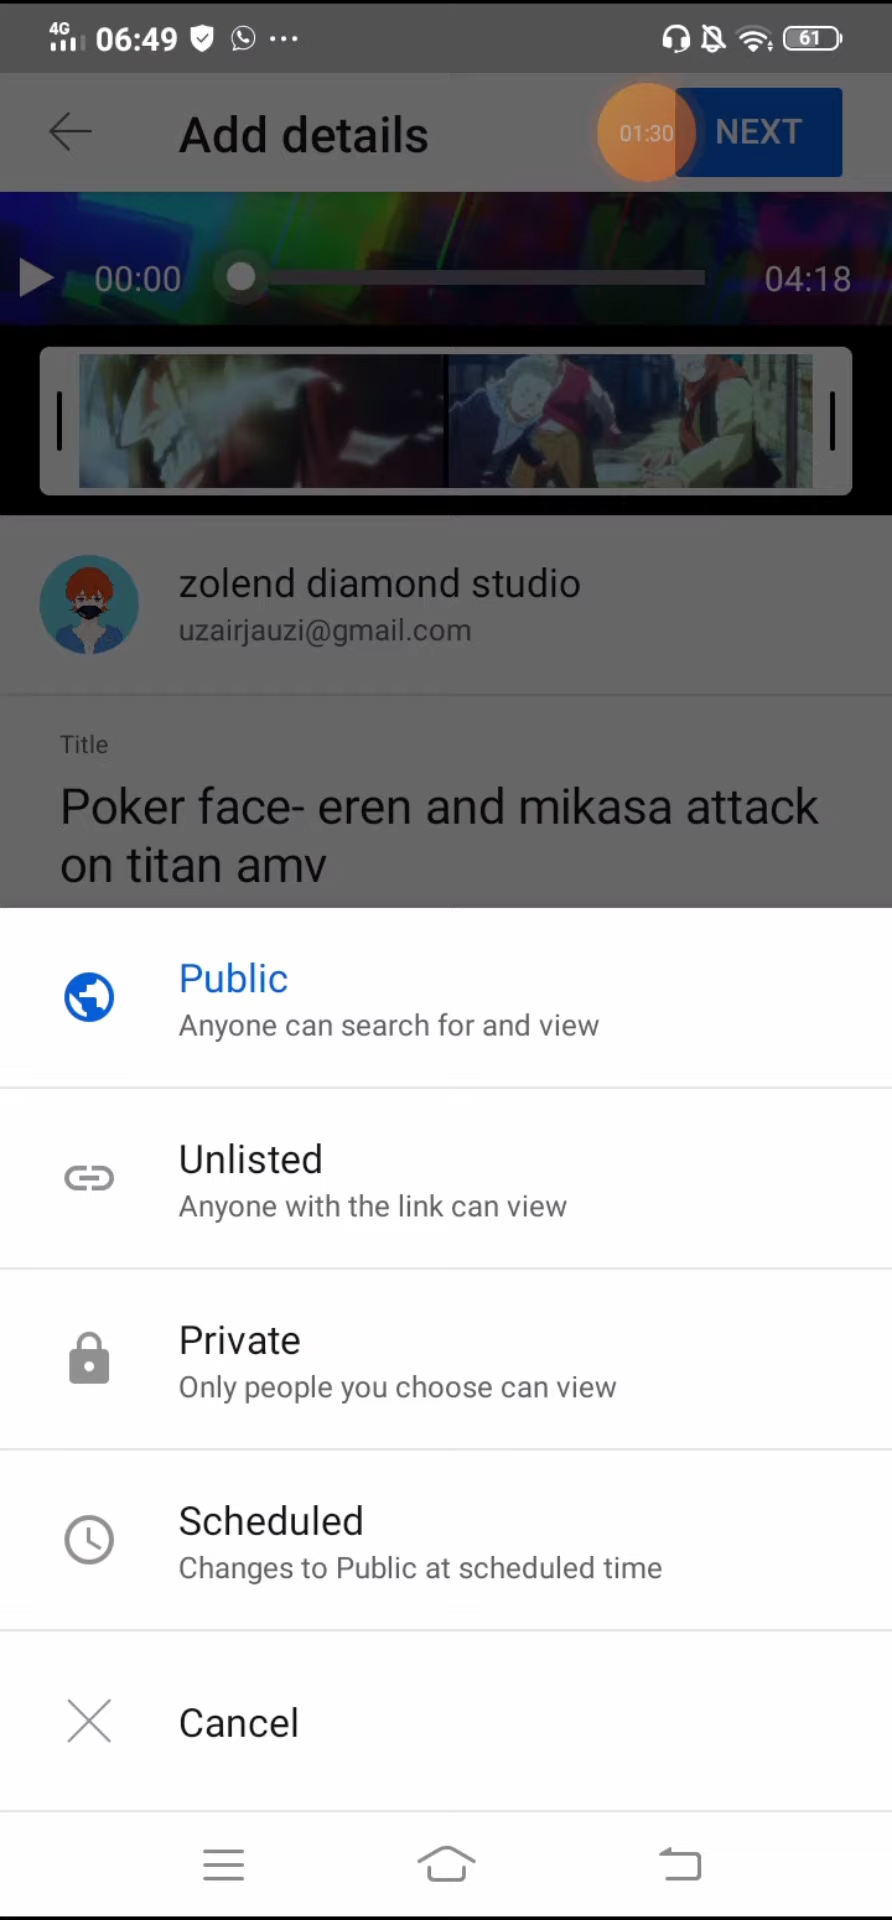 4G 06:49 61
Add details
01:30
NEXT
00:00
04:18
zolend diamond studio
uzairjauzi@gmail.com
Title
Poker face- eren and mikasa attack
on titan amv
Public
Anyone can search for and view
Unlisted
Anyone with the link can view
Private
Only people you choose can view
Scheduled
Changes to Public at scheduled time
Cancel